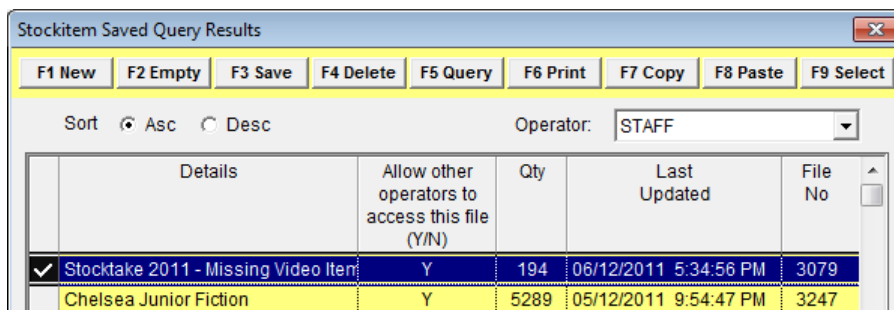 Stockitem Saved Query Results
F1 New F2 Empty F3 Save F4 Delete F5 Query F6 Print F7 Copy F8 Paste F9 Select
Sort Asc Desc Operator: STAFF
Details Allow other operators to access this file (Y/N) Qty Last Updated File No
Stocktake 2011 - Missing Video Item Y 194 06/12/2011 5:34:56 PM 3079
Chelsea Junior Fiction Y 5289 05/12/2011 9:54:47 PM 3247